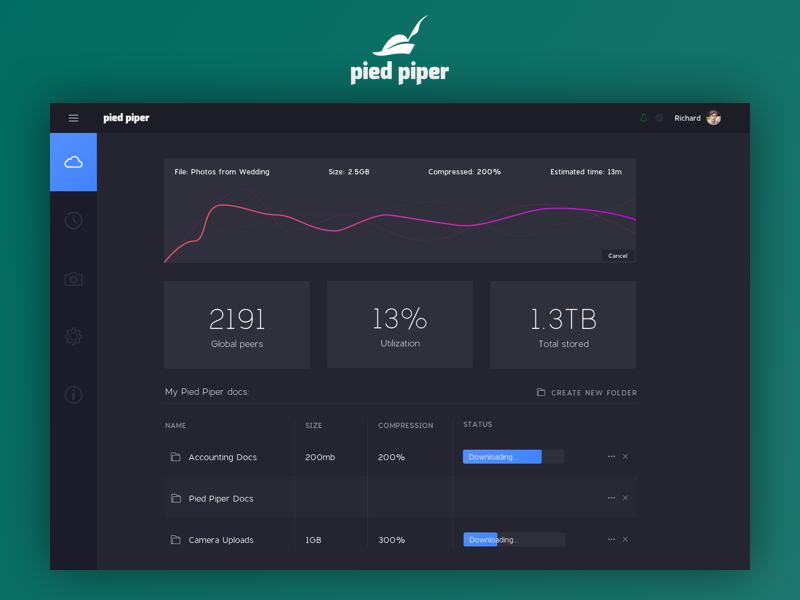 pied piper
pied piper
Richard
File: Photos from Wedding Size: 2.5GB Compressed: 200% Estimated time: 13m
Cancel
2191 13% 1.3TB
Global peers Utilization Total stored
My Pied Piper docs: CREATE NEW FOLDER
NAME SIZE COMPRESSION STATUS
Accounting Docs 200mb 200% Downloading..
Pied Piper Docs
Camera Uploads 1GB 300% Downloading..